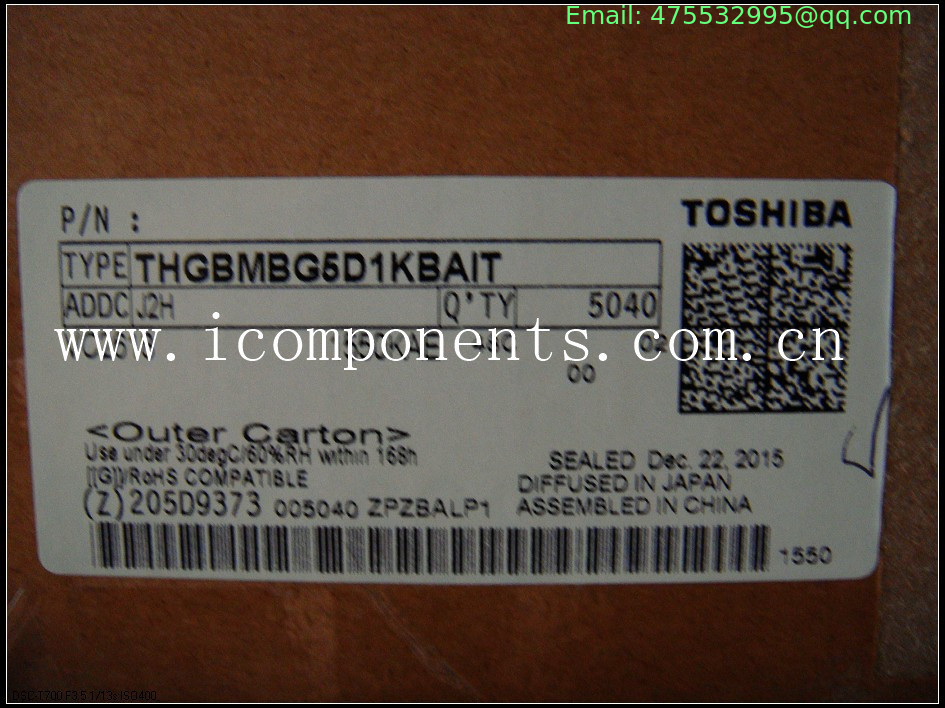 Email: 475532995@qq.com
TOSHIBA
P/N :
TYPE THGBMBG5D1KBAIT
ADDC J2H Q'TY 5040
www.icomponents.com.cn
00
<Outer Carton>
Use under 30degC/60%RH within 168h
SEALED Dec. 22, 2015
[[G]]/RoHS COMPATIBLE
DIFFUSED IN JAPAN
(Z)205D9373 005040 ZPZBALP1
ASSEMBLED IN CHINA
1550